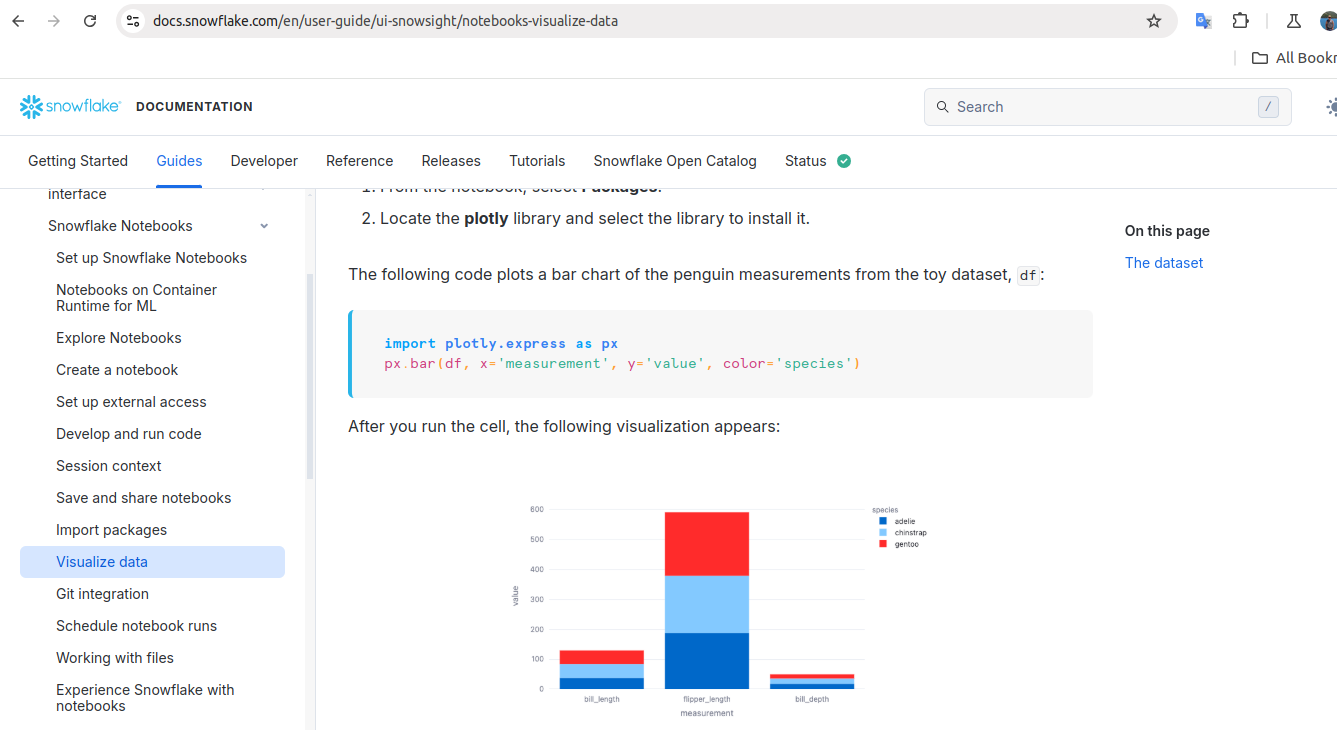 docs.snowflake.com/en/user-guide/ui-snowsight/notebooks-visualize-data
All Bookr
snowflake DOCUMENTATION
Search /
Getting Started Guides Developer Reference Releases Tutorials Snowflake Open Catalog Status
interface
Snowflake Notebooks
Set up Snowflake Notebooks
Notebooks on Container
Runtime for ML
Explore Notebooks
Create a notebook
Set up external access
Develop and run code
Session context
Save and share notebooks
Import packages
Visualize data
Git integration
Schedule notebook runs
Working with files
Experience Snowflake with
notebooks
1. From the notebook, select Packages.
2. Locate the plotly library and select the library to install it.
The following code plots a bar chart of the penguin measurements from the toy dataset, df:
import plotly.express as px
px.bar(df, x='measurement', y='value', color='species')
After you run the cell, the following visualization appears:
600
500
400
300
200
100
0
value
bill_length flipper_length bill_depth
measurement
species
adelie
chinstrap
gentoo
On this page
The dataset